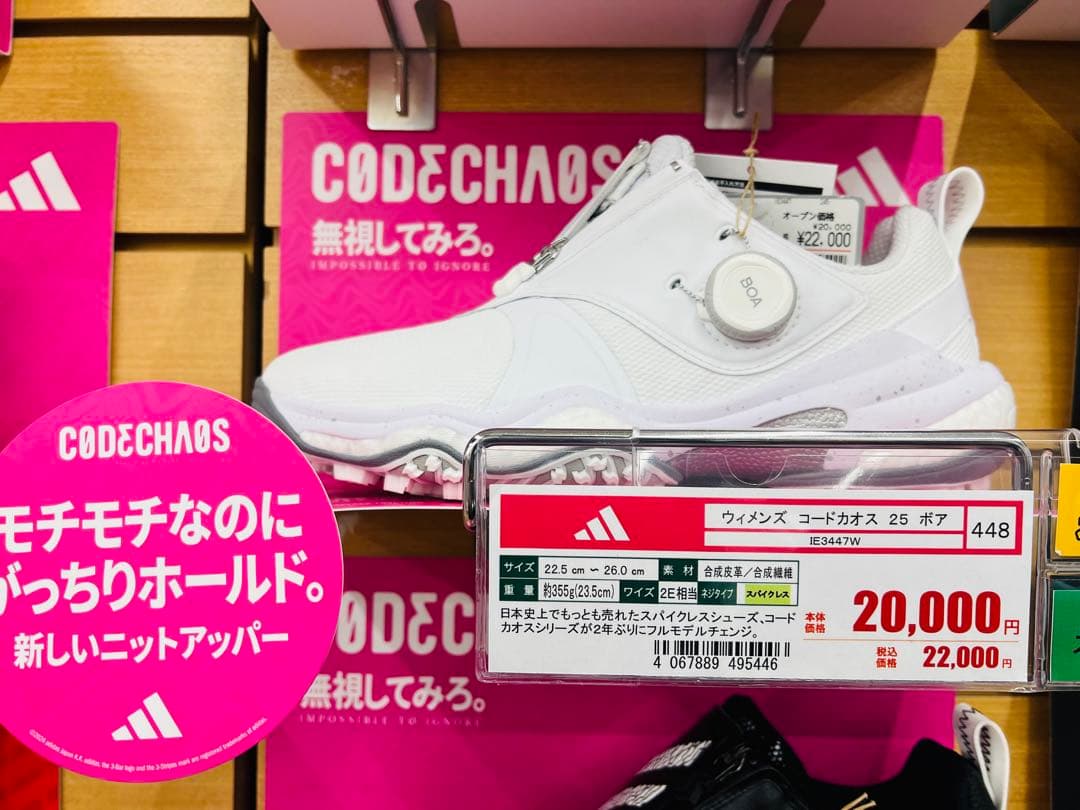 CODECHAOS
無視してみろ。
IMPOSSIBLE TO IGNORE
オープン価格
¥20,000
¥22,000
BOA
CODECHAOS
モチモチなのに
がっちりホールド。
新しいニットアッパー
ウィメンズ コードカオス 25 ボア
IE3447W
448
サイズ 22.5 cm ～ 26.0 cm 素材 合成皮革／合成繊維
重量 約355g(23.5cm) ワイズ 2E相当 ネジタイプ スパイクレス
日本史上でもっとも売れたスパイクレスシューズ、コード
カオスシリーズが2年ぶりにフルモデルチェンジ。
本体価格 20,000円
税込価格 22,000円
4 067889 495446
無視してみろ。
IMPOSSIBLE TO IGNORE